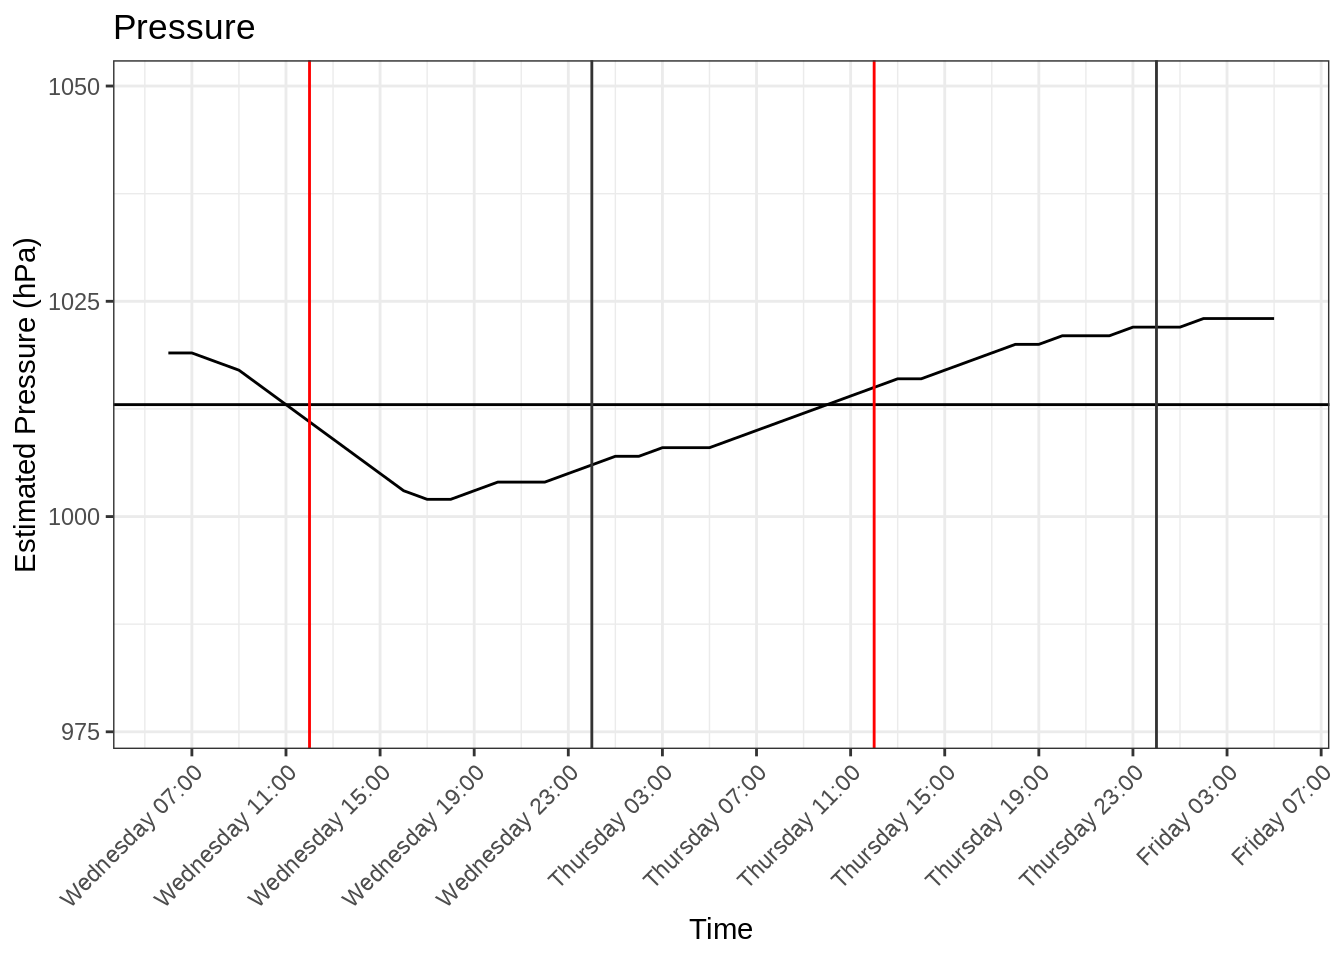 Pressure
Estimated Pressure (hPa)
1050
1025
1000
975
Wednesday 07:00
Wednesday 11:00
Wednesday 15:00
Wednesday 19:00
Wednesday 23:00
Thursday 03:00
Thursday 07:00
Thursday 11:00
Thursday 15:00
Thursday 19:00
Thursday 23:00
Friday 03:00
Friday 07:00
Time